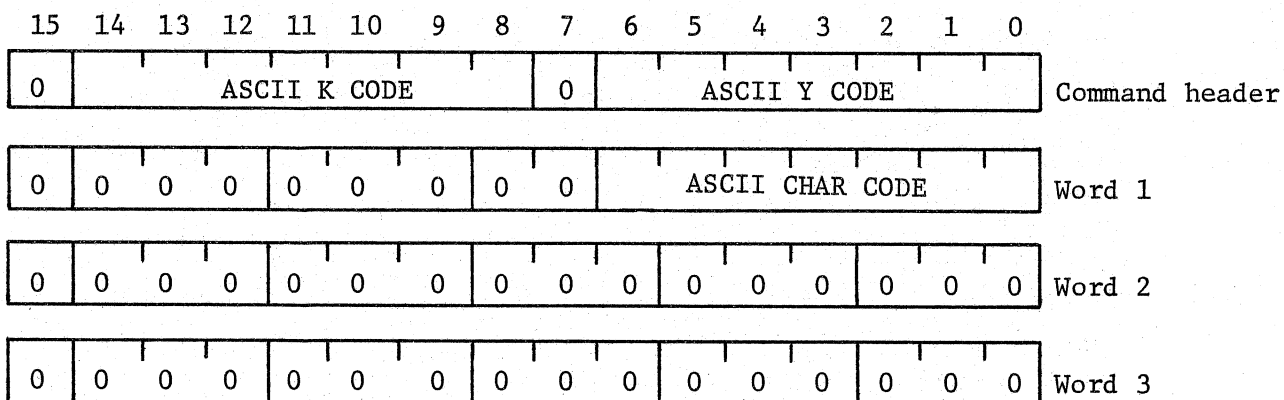 15 14 13 12 11 10 9 8 7 6 5 4 3 2 1 0
0 ASCII K CODE 0 ASCII Y CODE Command header
0 0 0 0 0 0 0 0 0 ASCII CHAR CODE Word 1
0 0 0 0 0 0 0 0 0 0 0 0 0 0 0 0 Word 2
0 0 0 0 0 0 0 0 0 0 0 0 0 0 0 0 Word 3